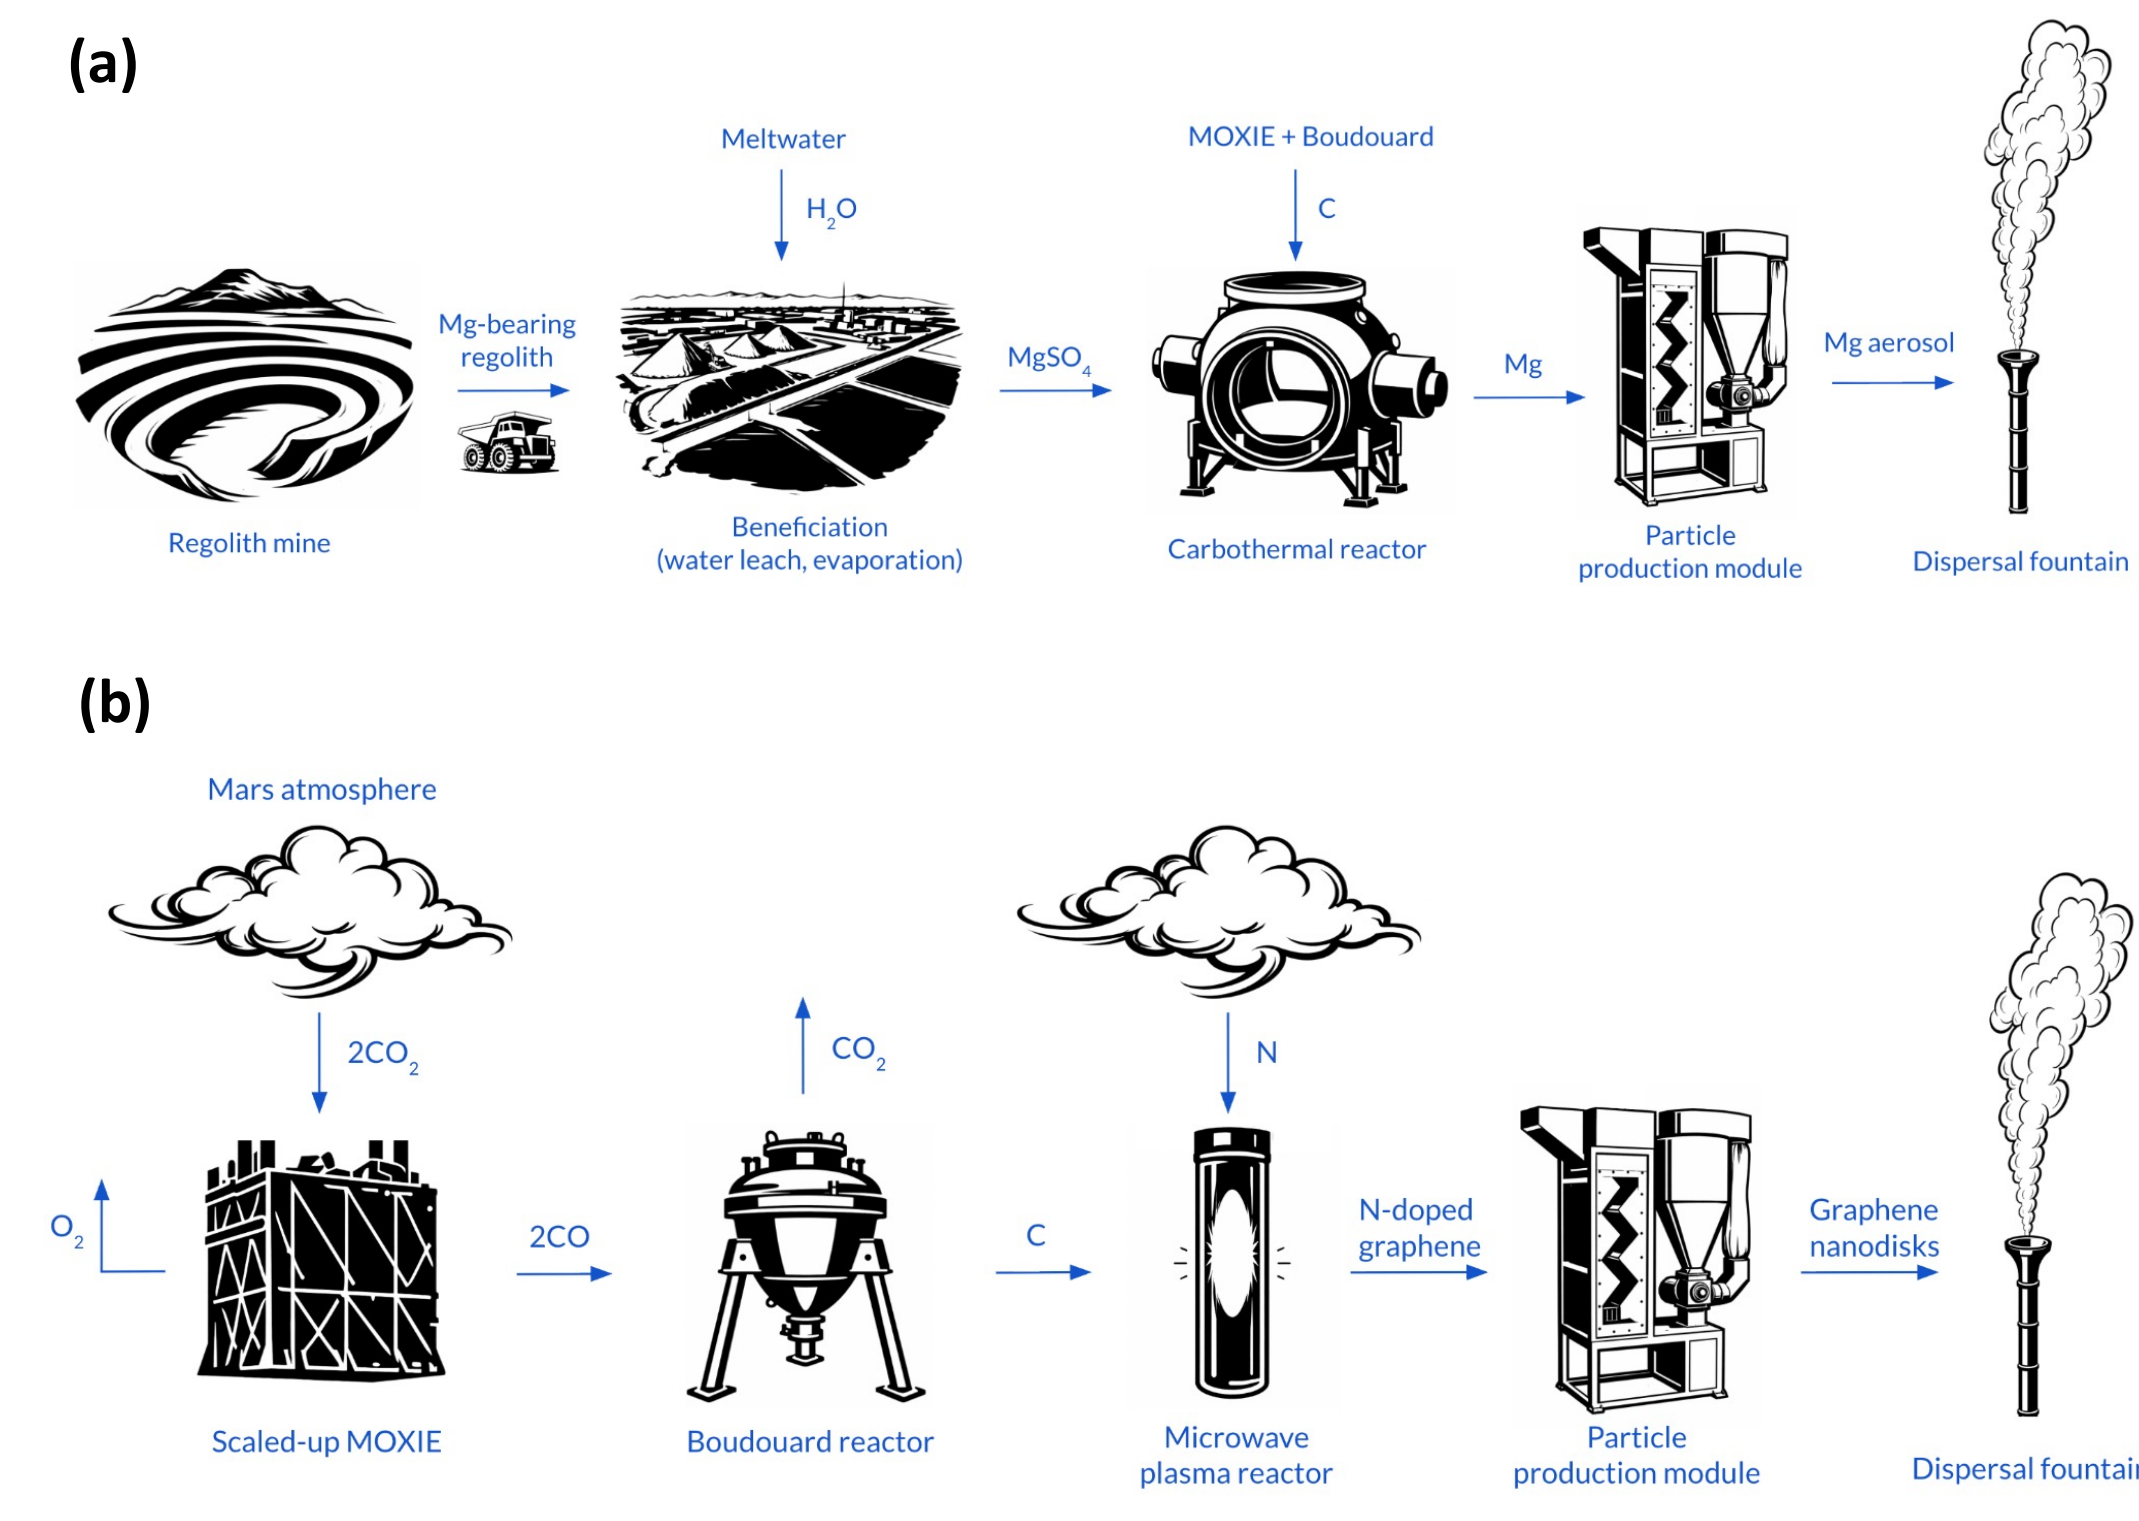 (a)
Meltwater
H₂O
MOXIE + Boudouard
C
Mg-bearing
regolith
MgSO₄
Mg
Mg aerosol
Regolith mine
Beneficiation
(water leach, evaporation)
Carbothermal reactor
Particle
production module
Dispersal fountain
(b)
Mars atmosphere
2CO₂
CO₂
N
O₂
2CO
C
N-doped
graphene
Graphene
nanodisks
Scaled-up MOXIE
Boudouard reactor
Microwave
plasma reactor
Particle
production module
Dispersal fountain